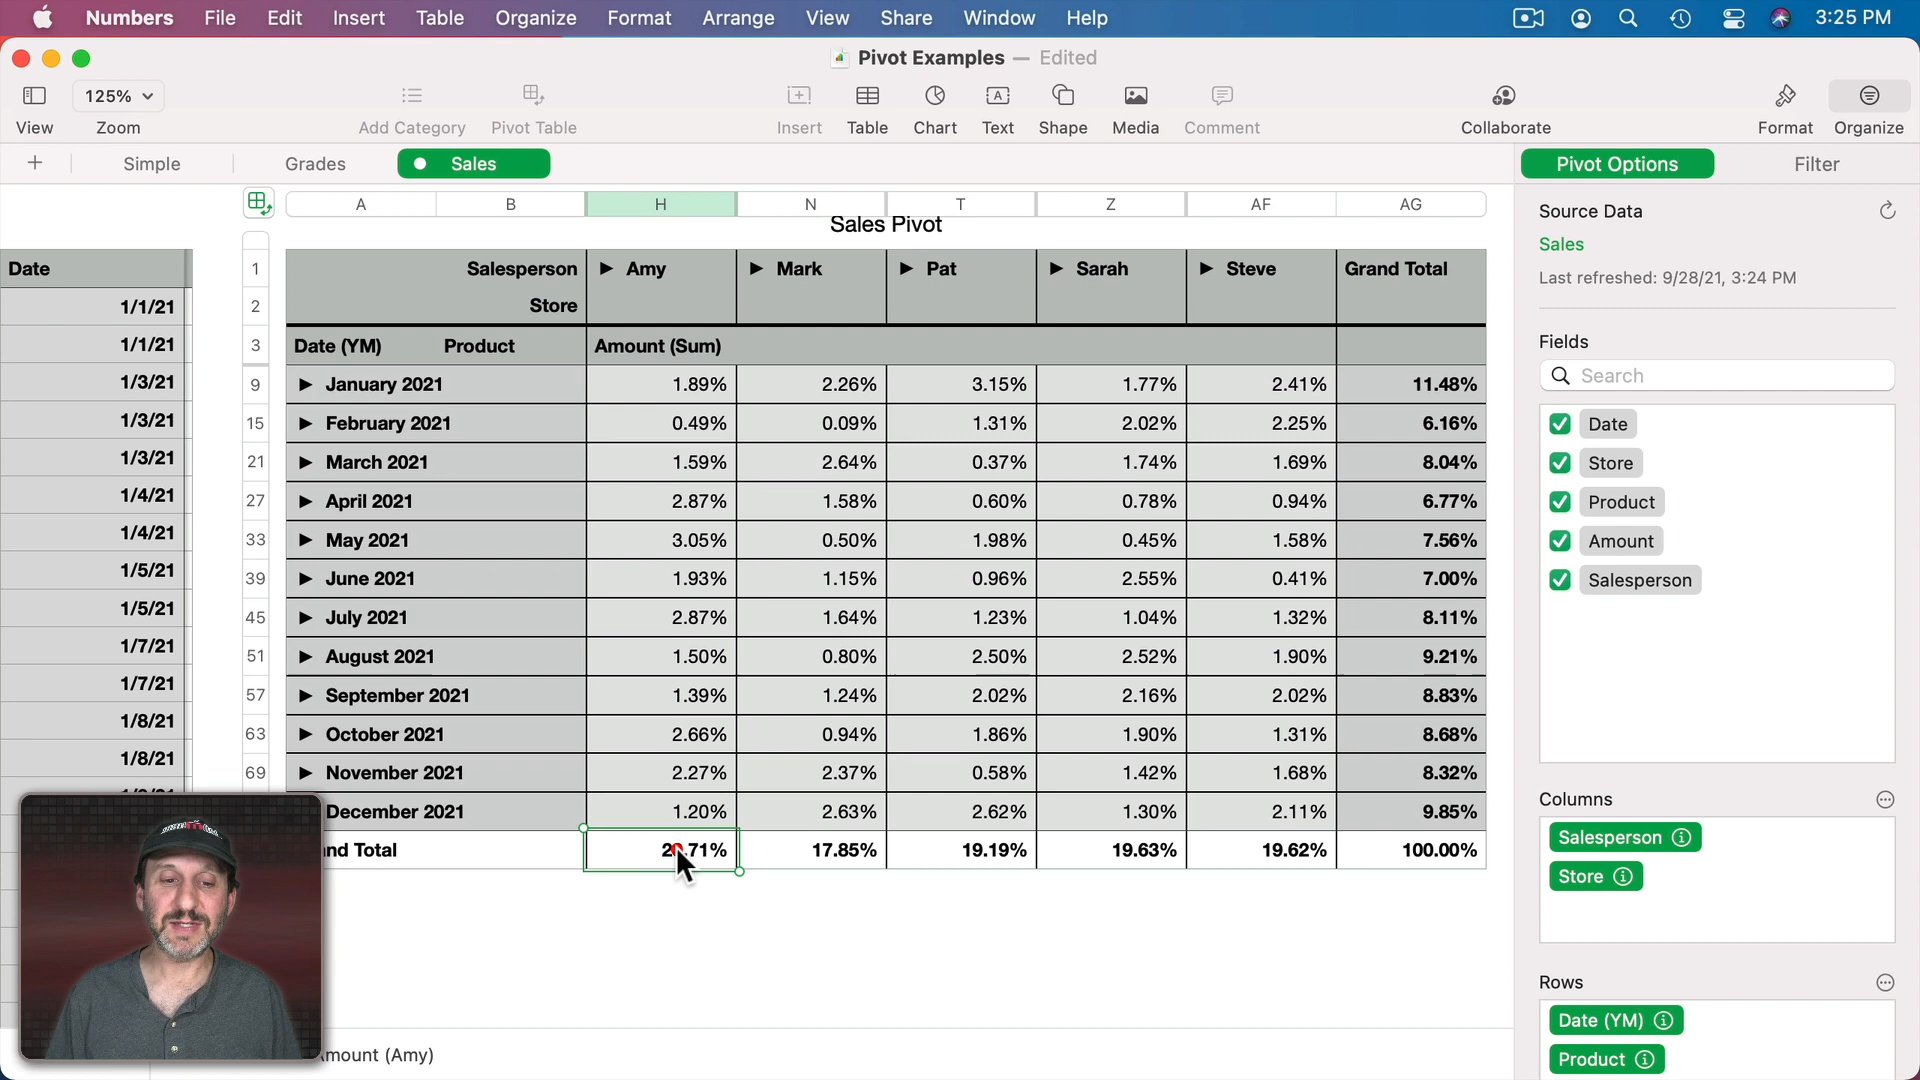 Numbers File Edit Insert Table Organize Format Arrange View Share Window Help 3:25 PM
Pivot Examples — Edited
125%
View Zoom Add Category Pivot Table Insert Table Chart Text Shape Media Comment Collaborate Format Organize
Simple Grades Sales Pivot Options Filter
A B H N T Z AF AG
Sales Pivot
Date
1/1/21
1/1/21
1/3/21
1/3/21
1/3/21
1/4/21
1/4/21
1/5/21
1/5/21
1/7/21
1/7/21
1/8/21
1/8/21
1 Salesperson Amy Mark Pat Sarah Steve Grand Total
2 Store
3 Date (YM) Product Amount (Sum)
9 January 2021 1.89% 2.26% 3.15% 1.77% 2.41% 11.48%
15 February 2021 0.49% 0.09% 1.31% 2.02% 2.25% 6.16%
21 March 2021 1.59% 2.64% 0.37% 1.74% 1.69% 8.04%
27 April 2021 2.87% 1.58% 0.60% 0.78% 0.94% 6.77%
33 May 2021 3.05% 0.50% 1.98% 0.45% 1.58% 7.56%
39 June 2021 1.93% 1.15% 0.96% 2.55% 0.41% 7.00%
45 July 2021 2.87% 1.64% 1.23% 1.04% 1.32% 8.11%
51 August 2021 1.50% 0.80% 2.50% 2.52% 1.90% 9.21%
57 September 2021 1.39% 1.24% 2.02% 2.16% 2.02% 8.83%
63 October 2021 2.66% 0.94% 1.86% 1.90% 1.31% 8.68%
69 November 2021 2.27% 2.37% 0.58% 1.42% 1.68% 8.32%
December 2021 1.20% 2.63% 2.62% 1.30% 2.11% 9.85%
nd Total 17.85% 19.19% 19.63% 19.62% 100.00%
mount (Amy)
Source Data
Sales
Last refreshed: 9/28/21, 3:24 PM
Fields
Search
Date
Store
Product
Amount
Salesperson
Columns
Salesperson
Store
Rows
Date (YM)
Product